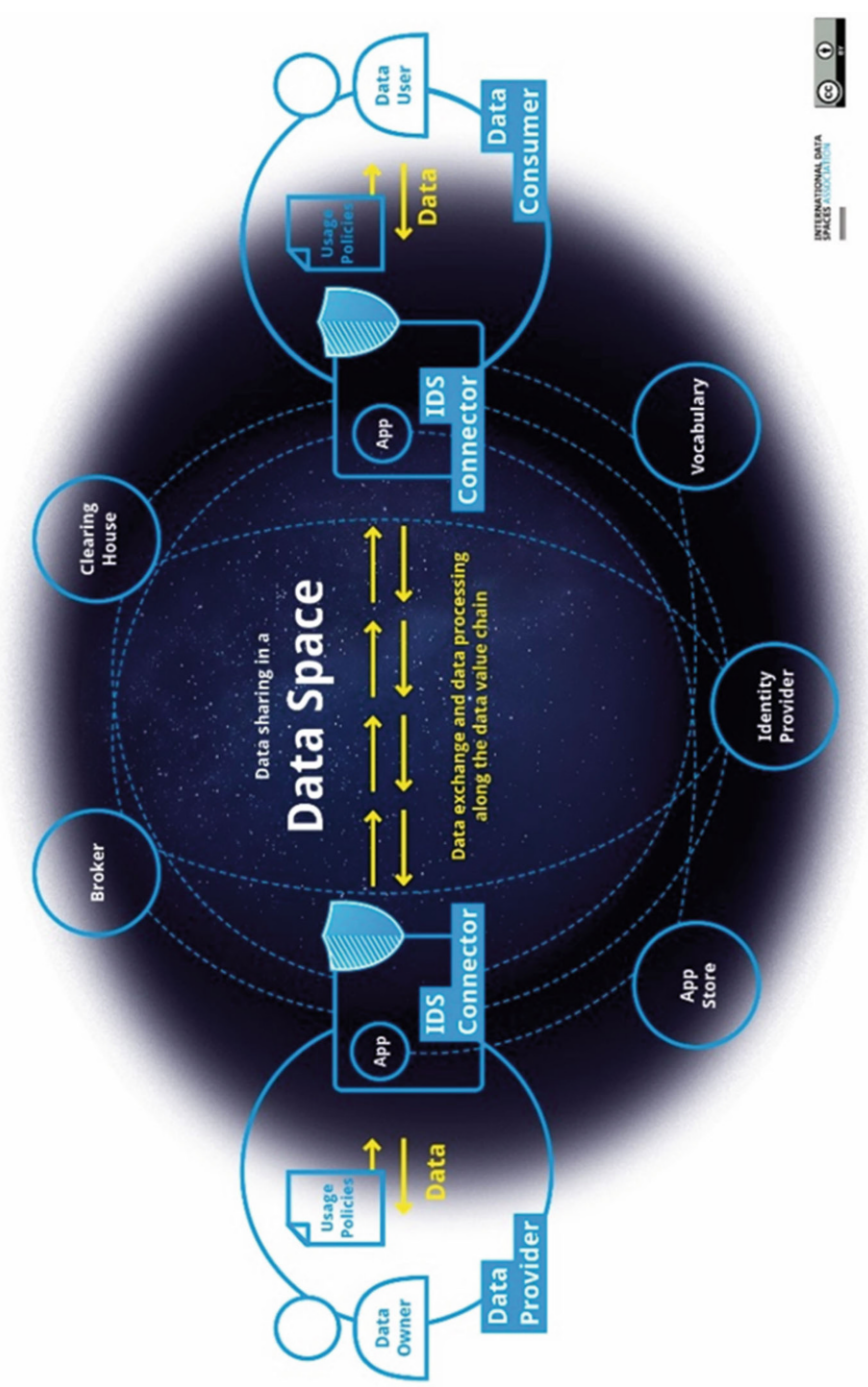 Data sharing in a
Data Space
Data exchange and data processing
along the data value chain
Broker
Clearing
House
Data
Owner
Usage
Policies
Data
Data
Provider
App
IDS
Connector
App
IDS
Connector
Usage
Policies
Data
Data
User
Data
Consumer
App
Store
Identity
Provider
Vocabulary
INTERNATIONAL DATA
SPACES ASSOCIATION
cc
BY